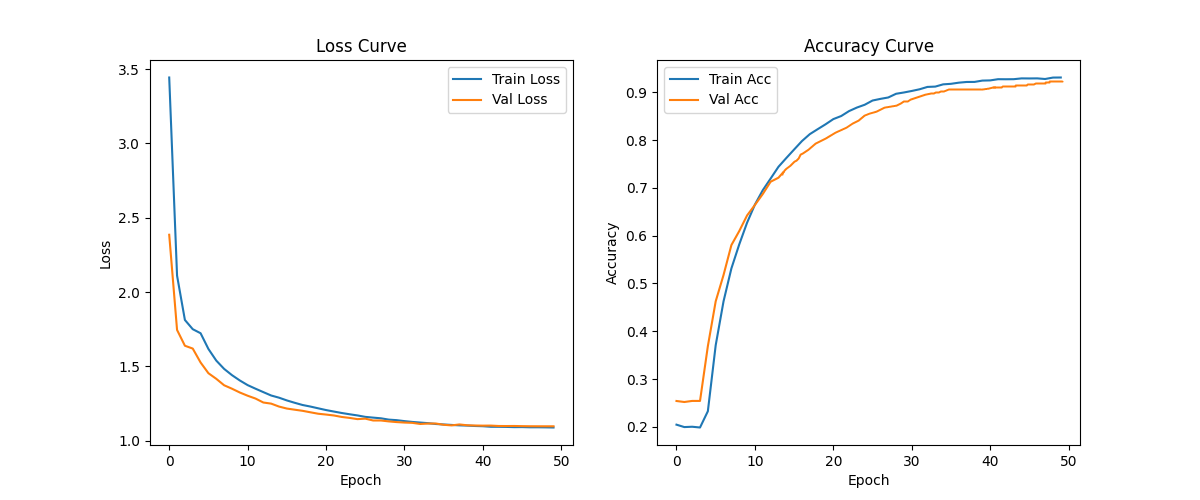 Loss Curve
3.5
3.0
2.5
2.0
1.5
1.0
Loss
Train Loss
Val Loss
0 10 20 30 40 50
Epoch
Accuracy Curve
0.9
0.8
0.7
0.6
0.5
0.4
0.3
0.2
Accuracy
Train Acc
Val Acc
0 10 20 30 40 50
Epoch